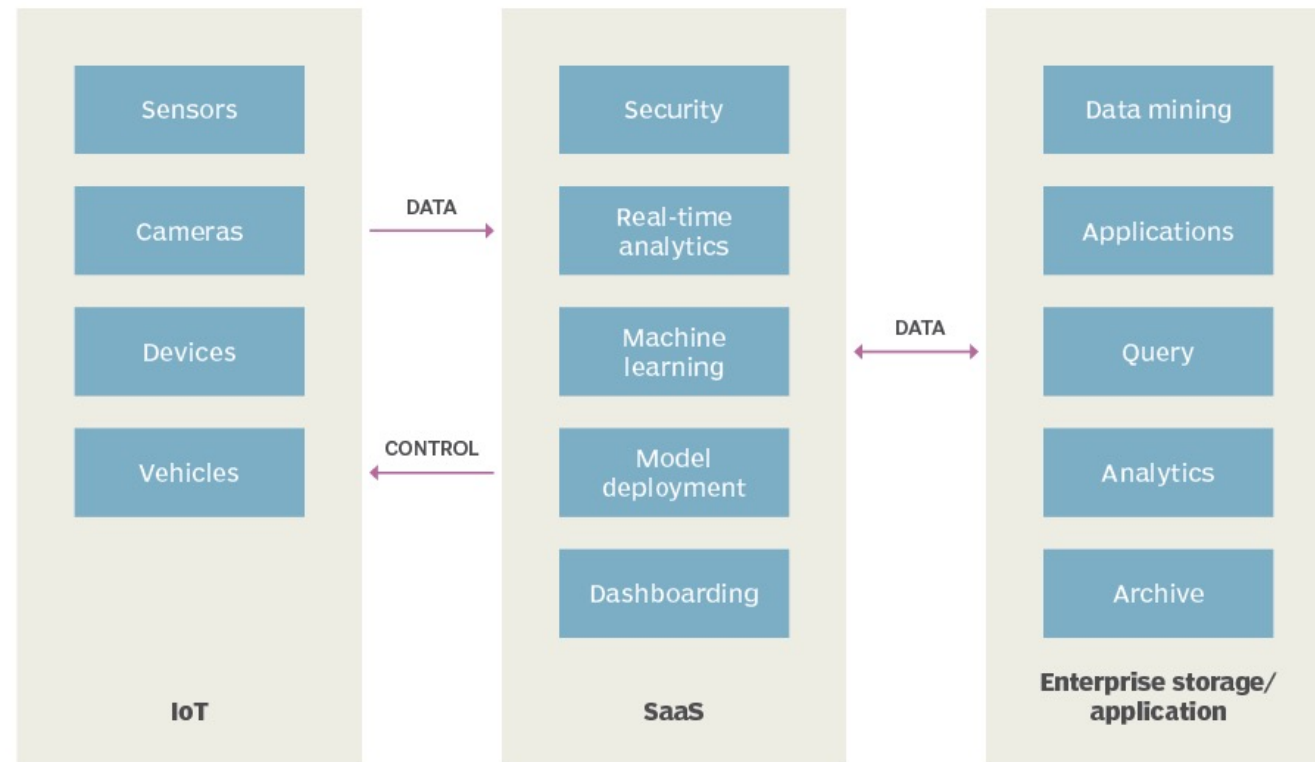 Sensors
Cameras
Devices
Vehicles
IoT
DATA
CONTROL
Security
Real-time
analytics
Machine
learning
Model
deployment
Dashboarding
SaaS
DATA
Data mining
Applications
Query
Analytics
Archive
Enterprise storage/
application